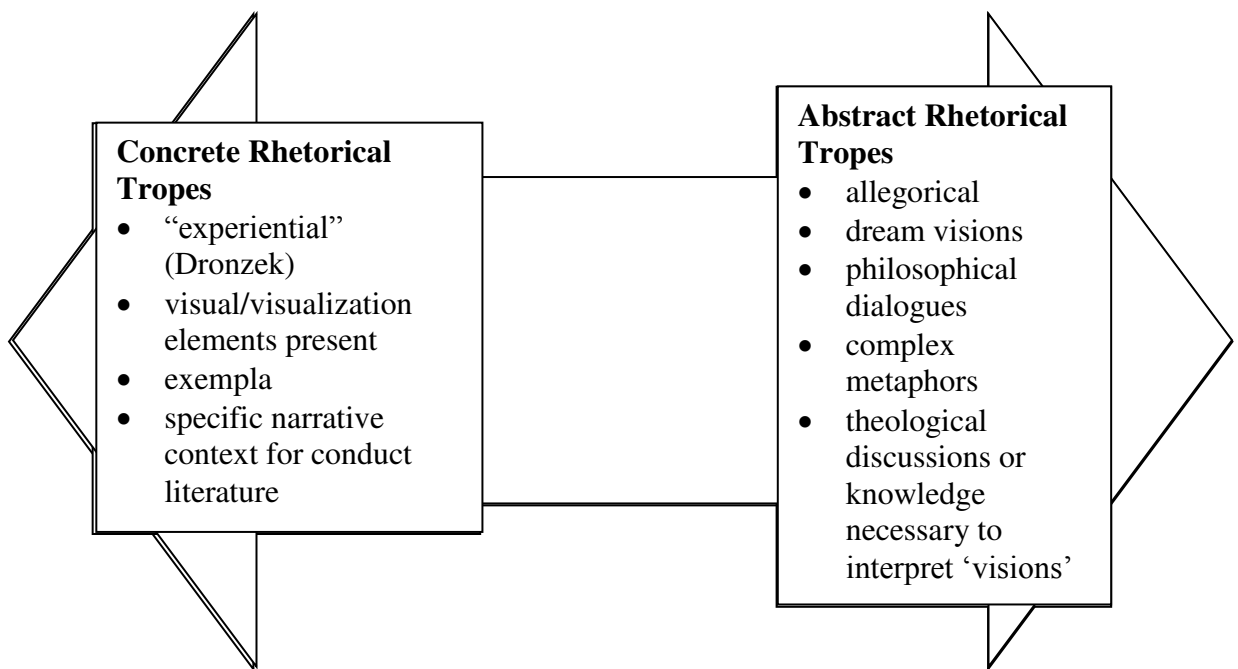 Concrete Rhetorical
Tropes
• “experiential”
(Dronzek)
• visual/visualization
elements present
• exempla
• specific narrative
context for conduct
literature
Abstract Rhetorical
Tropes
• allegorical
• dream visions
• philosophical
dialogues
• complex
metaphors
• theological
discussions or
knowledge
necessary to
interpret ‘visions’